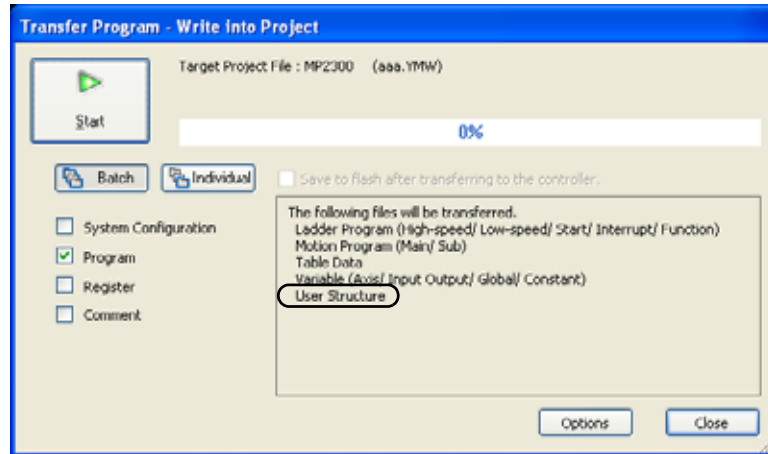 Transfer Program - Write into Project
Target Project File : MP2300 (aaa.YMW)
Start
0%
Batch
Individual
Save to flash after transferring to the controller.
System Configuration
Program
Register
Comment
The following files will be transferred.
Ladder Program (High-speed/ Low-speed/ Start/ Interrupt/ Function)
Motion Program (Main/ Sub)
Table Data
Variable (Axis/ Input Output/ Global/ Constant)
User Structure
Options
Close